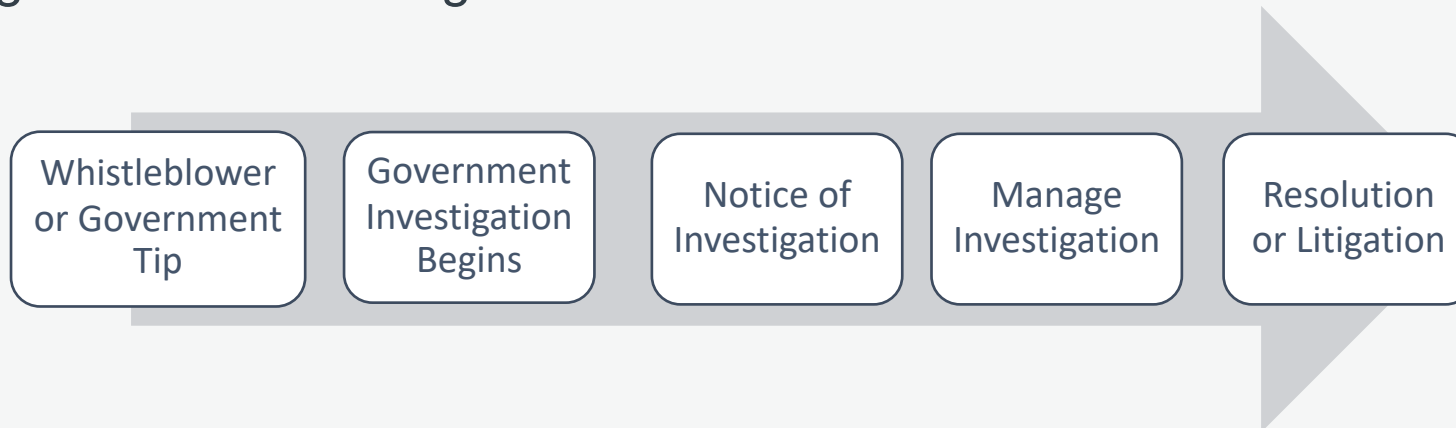 Whistleblower
or Government
Tip
Government
Investigation
Begins
Notice of
Investigation
Manage
Investigation
Resolution
or Litigation